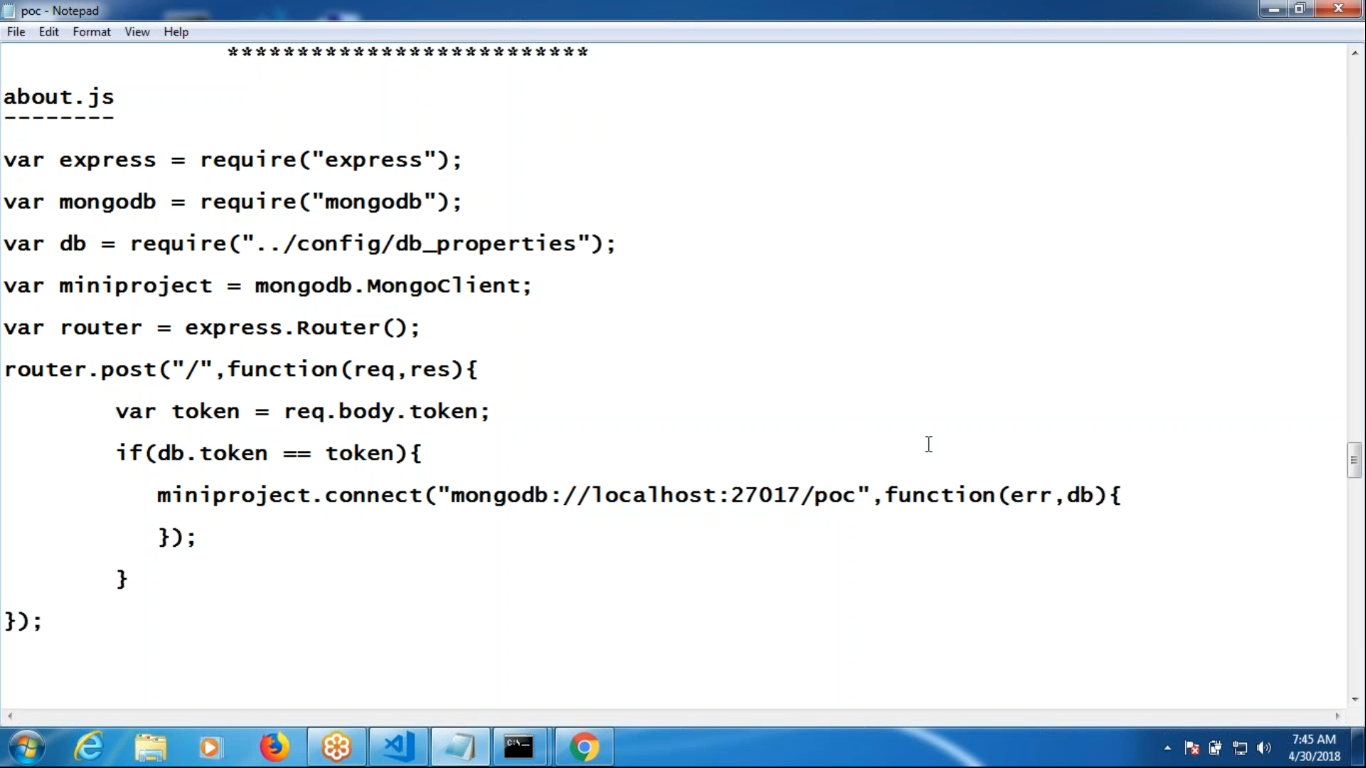 poc - Notepad
File Edit Format View Help
**************************
about.js
--------
var express = require("express");
var mongodb = require("mongodb");
var db = require("../config/db_properties");
var miniproject = mongodb.MongoClient;
var router = express.Router();
router.post("/",function(req,res){
var token = req.body.token;
if(db.token == token){
miniproject.connect("mongodb://localhost:27017/poc",function(err,db){
});
}
});
7:45 AM
4/30/2018